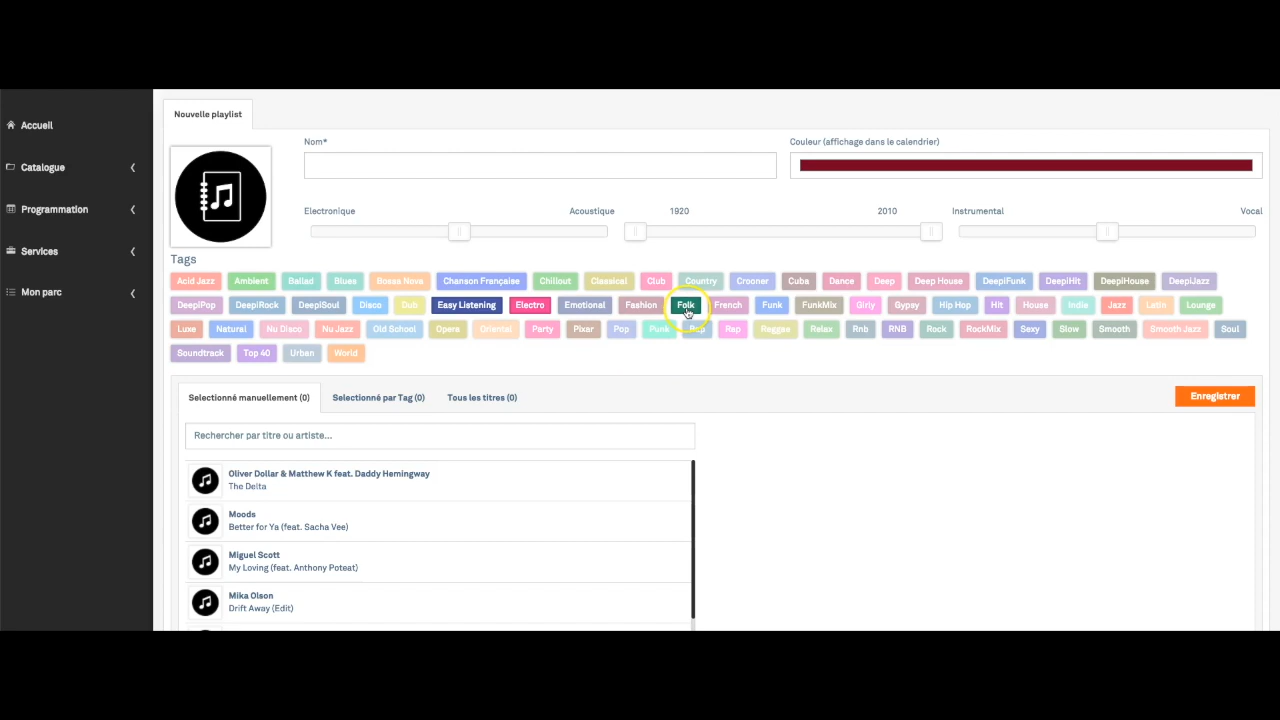 Nouvelle playlist
Accueil
Catalogue
Programmation
Services
Mon parc
Nom*
Couleur (affichage dans le calendrier)
Electronique Acoustique 1920 2010 Instrumental Vocal
Tags
Acid Jazz Ambient Ballad Blues Bossa Nova Chanson Française Chillout Classical Club Country Crooner Cuba Dance Deep Deep House DeepiFunk DeepiHit DeepiHouse DeepiJazz
DeepiPop DeepiRock DeepiSoul Disco Dub Easy Listening Electro Emotional Fashion Folk French Funk FunkMix Girly Gypsy Hip Hop Hit House Indie Jazz Latin Lounge
Luxe Natural Nu Disco Nu Jazz Old School Opera Oriental Party Pixer Pop Punk Rap Reggae Relax Rnb RNB Rock RockMix Sexy Slow Smooth Smooth Jazz Soul
Soundtrack Top 40 Urban World
Selectionné manuellement (0) Selectionné par Tag (0) Tous les titres (0) Enregistrer
Rechercher par titre ou artiste...
Oliver Dollar & Matthew K feat. Daddy Hemingway
The Delta
Moods
Better for Ya (feat. Sacha Vee)
Miguel Scott
My Loving (feat. Anthony Poteat)
Mika Olson
Drift Away (Edit)